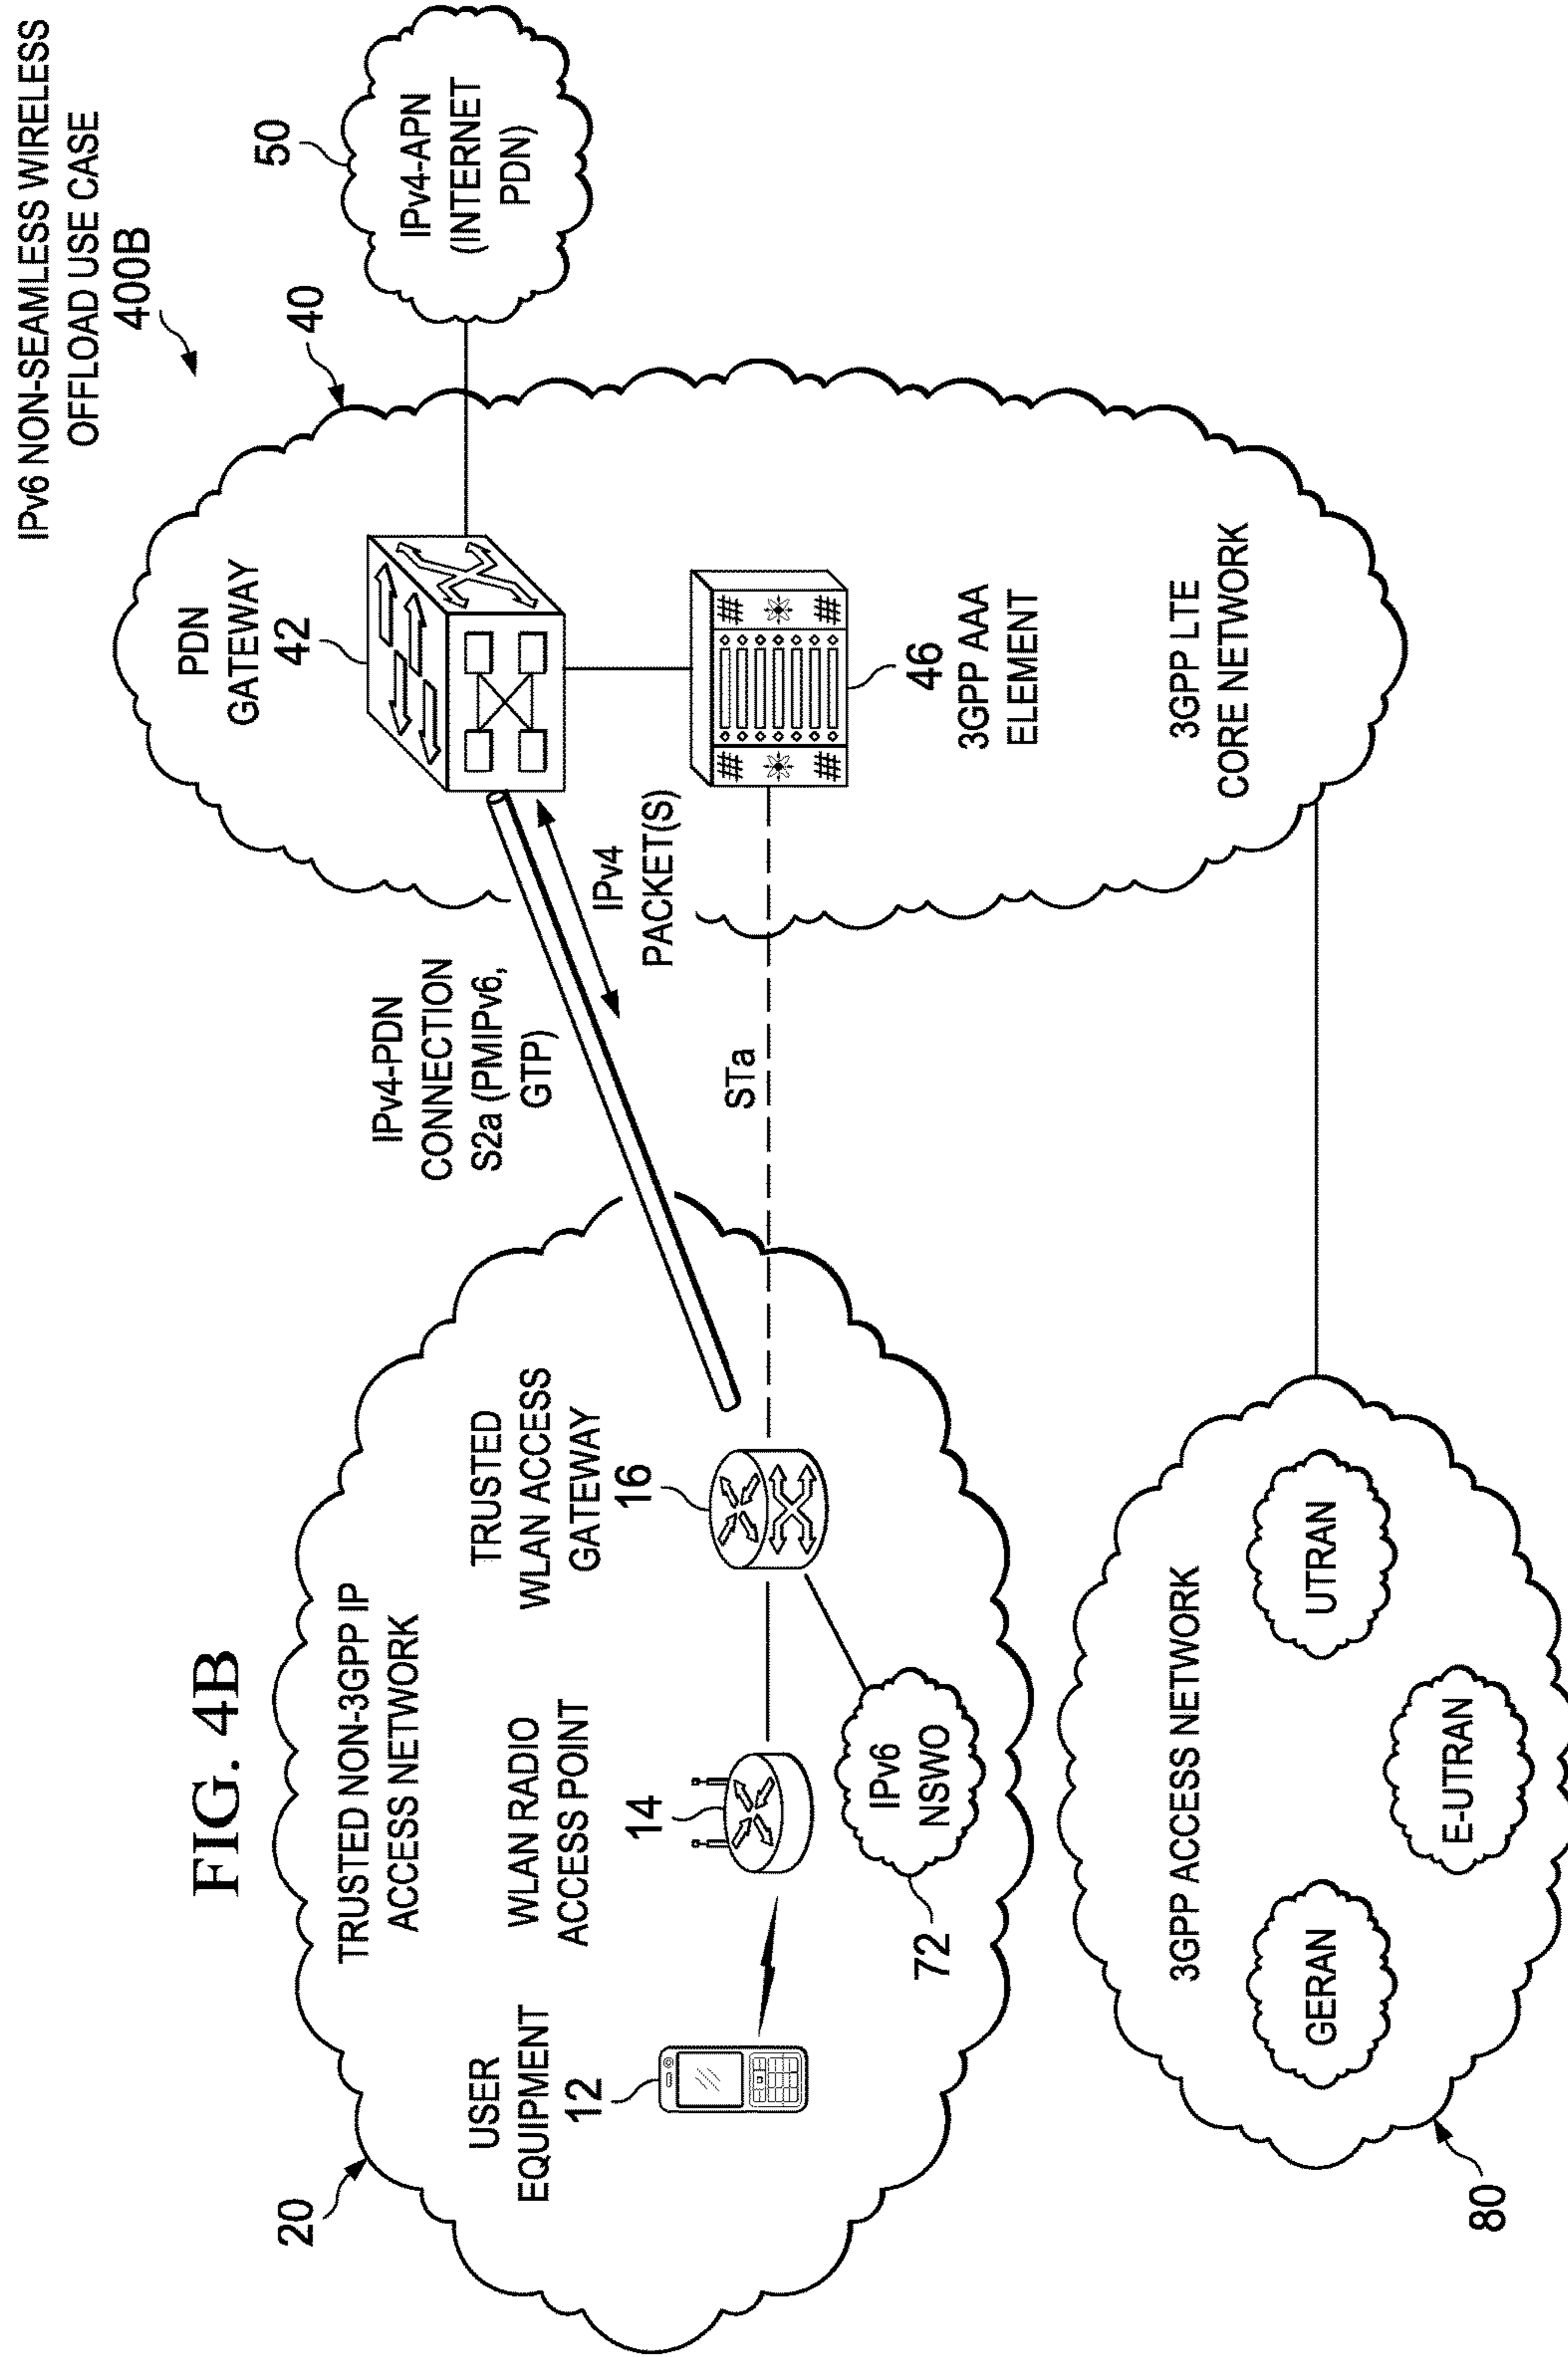 FIG. 4B
IPv6 NON-SEAMLESS WIRELESS
OFFLOAD USE CASE
400B
20
TRUSTED NON-3GPP IP
ACCESS NETWORK
USER
EQUIPMENT
12
WLAN RADIO
ACCESS POINT
14
TRUSTED
WLAN ACCESS
GATEWAY
16
IPv6
NSWO
72
IPv4-PDN
CONNECTION
S2a (PMIPv6,
GTP)
IPv4
PACKET(S)
STa
40
PDN
GATEWAY
42
46
3GPP AAA
ELEMENT
3GPP LTE
CORE NETWORK
50
IPv4-APN
(INTERNET
PDN)
3GPP ACCESS NETWORK
GERAN
E-UTRAN
UTRAN
80